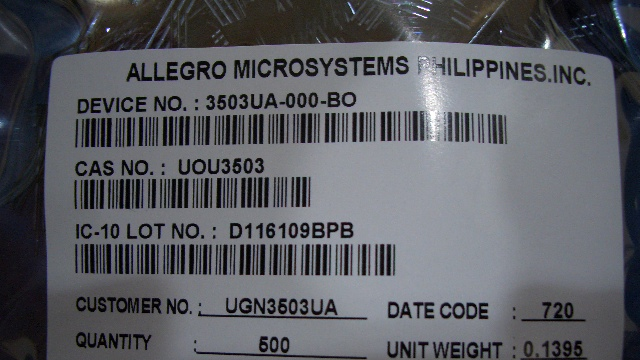 ALLEGRO MICROSYSTEMS PHILIPPINES.INC.
DEVICE NO. : 3503UA-000-BO
CAS NO. : UOU3503
IC-10 LOT NO. : D116109BPB
CUSTOMER NO. : UGN3503UA DATE CODE : 720
QUANTITY : 500 UNIT WEIGHT : 0.1395